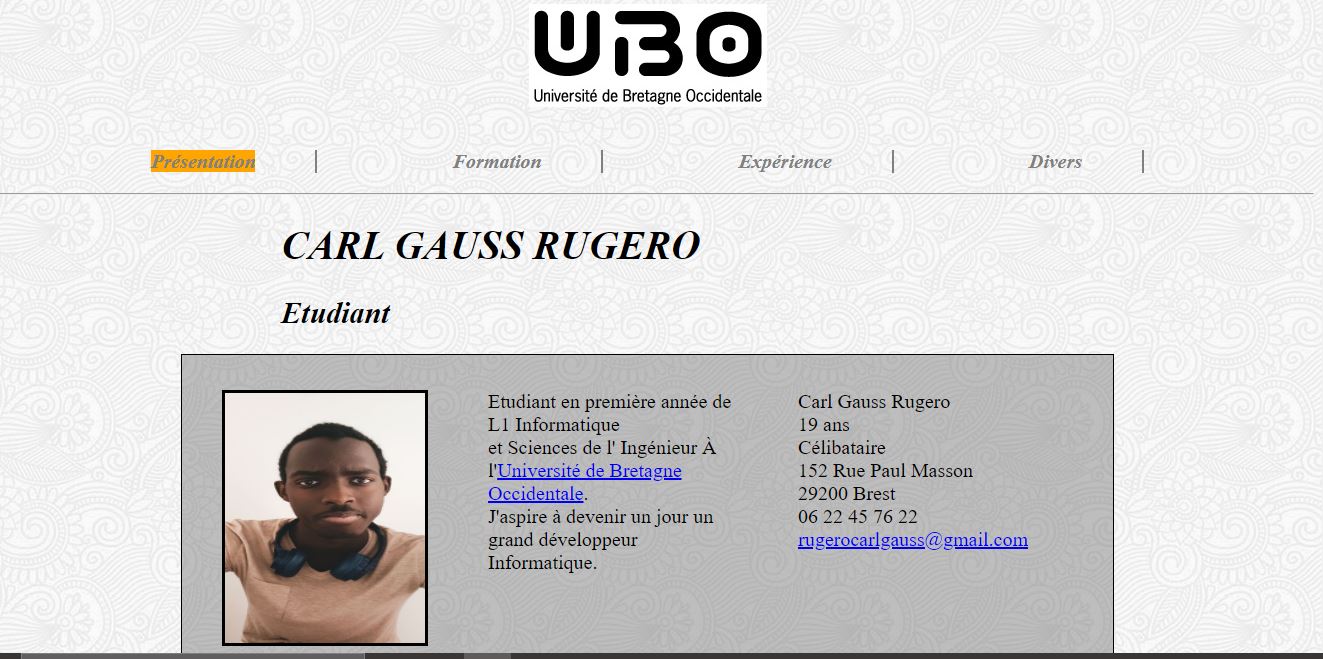 UBO
Université de Bretagne Occidentale
Présentation
Formation
Expérience
Divers
CARL GAUSS RUGERO
Etudiant
Etudiant en première année de
L1 Informatique
et Sciences de l' Ingénieur À
l'Université de Bretagne
Occidentale.
J'aspire à devenir un jour un
grand développeur
Informatique.
Carl Gauss Rugero
19 ans
Célibataire
152 Rue Paul Masson
29200 Brest
06 22 45 76 22
rugerocarlgauss@gmail.com